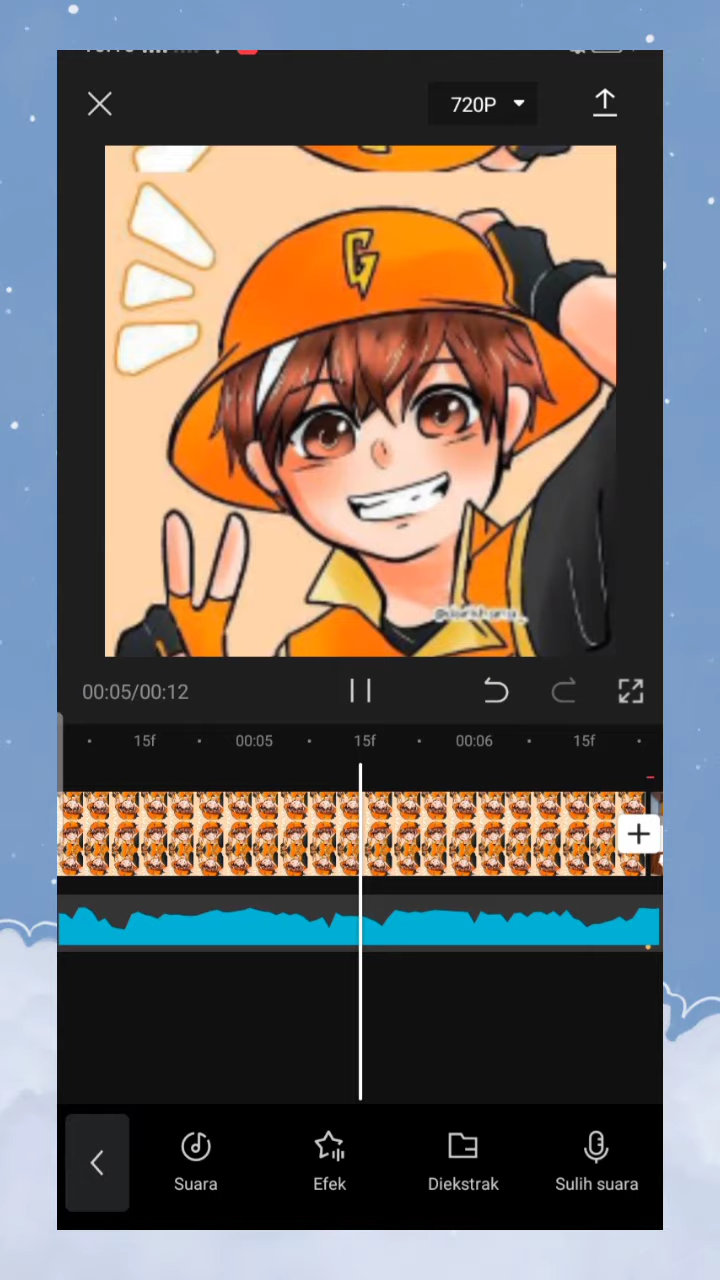 720P
G
00:05/00:12
15f
00:05
15f
00:06
15f
Suara
Efek
Diekstrak
Sulih suara